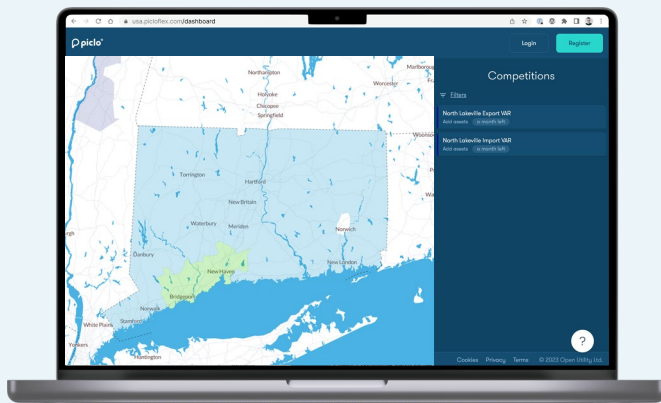 usa.picloflex.com/dashboard
piclo
Login
Register
Northampton
Marlboroug
Worcester
Holyoke
Chicopee
Springfield
Woonso
Torrington
Hartford
New Britain
Waterbury
Meriden
Norwich
Danbury
New London
New Haven
Bridgeport
Norwalk
Stamford
White Plains
Yonkers
Huntington
Competitions
Filters
North Lakeville Export VAR
Add assets a month left
North Lakeville Import VAR
Add assets a month left
?
Cookies Privacy Terms © 2023 Open Utility Ltd.